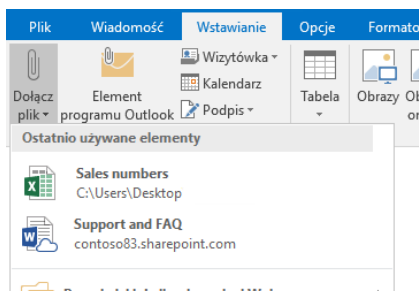 Plik Wiadomość Wstawianie Opcje
Wizytówka
Kalendarz
Dołącz plik Element programu Outlook Podpis Tabela Obrazy
Ostatnio używane elementy
Sales numbers
C:\Users\Desktop
Support and FAQ
contoso83.sharepoint.com